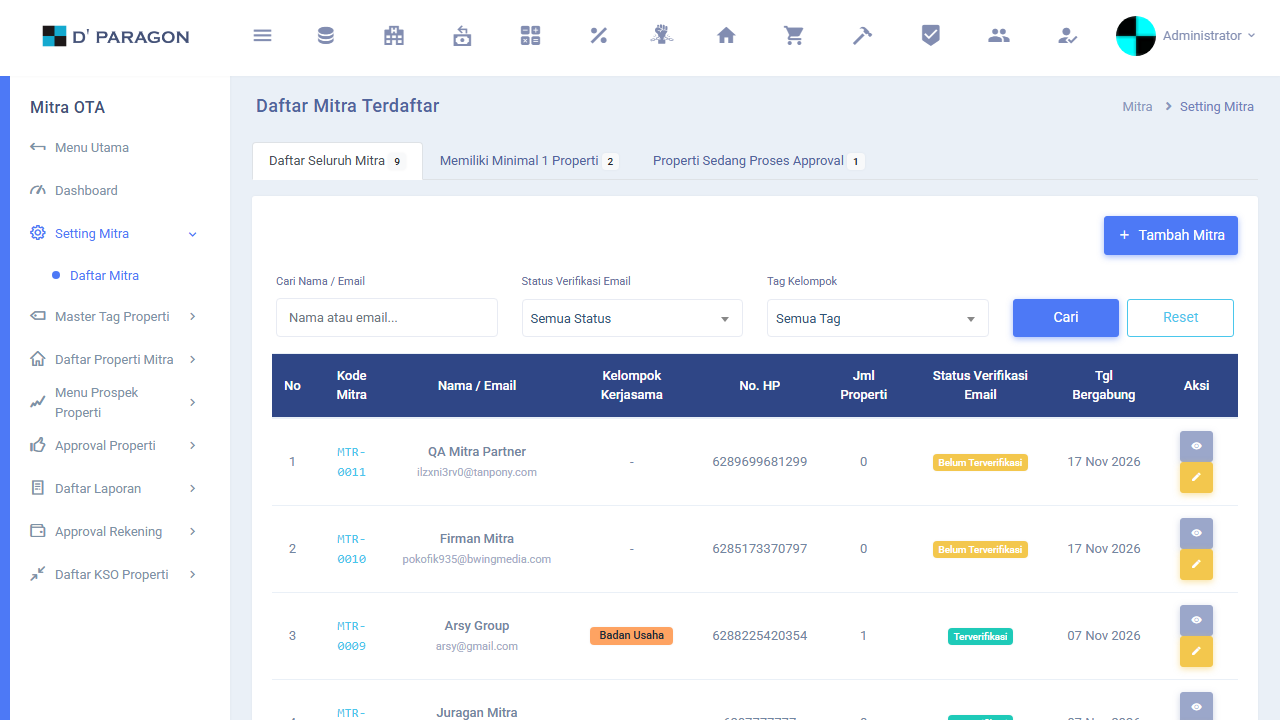 D' PARAGON
Administrator
Mitra OTA
Menu Utama
Dashboard
Setting Mitra
Daftar Mitra
Master Tag Properti
Daftar Properti Mitra
Menu Prospek
Properti
Approval Properti
Daftar Laporan
Approval Rekening
Daftar KSO Properti
Daftar Mitra Terdaftar
Mitra > Setting Mitra
Daftar Seluruh Mitra 9
Memiliki Minimal 1 Properti 2
Properti Sedang Proses Approval 1
+ Tambah Mitra
Cari Nama / Email
Status Verifikasi Email
Tag Kelompok
Nama atau email...
Semua Status
Semua Tag
Cari
Reset
No
Kode
Mitra
Nama / Email
Kelompok
Kerjasama
No. HP
Jml
Properti
Status Verifikasi
Email
Tgl
Bergabung
Aksi
1
MTR-
0011
QA Mitra Partner
ilzxni3rv0@tanpony.com
-
6289699681299
0
Belum Terverifikasi
17 Nov 2026
2
MTR-
0010
Firman Mitra
pokofik935@bwingmedia.com
-
6285173370797
0
Belum Terverifikasi
17 Nov 2026
3
MTR-
0009
Arsy Group
arsy@gmail.com
Badan Usaha
6288225420354
1
Terverifikasi
07 Nov 2026
MTR-
Juragan Mitra